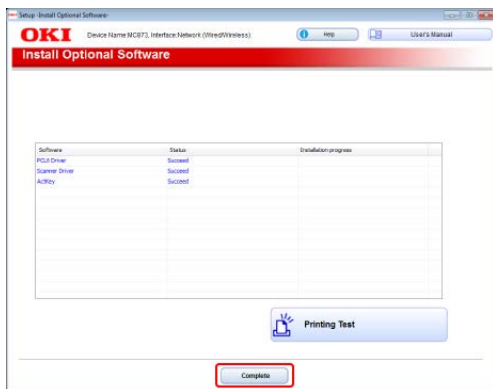 Setup -Install Optional Software-
OKI Device Name:MC873, Interface:Network (Wired/Wireless) Help User's Manual
Install Optional Software
Software Status Installation progress
PCL6 Driver Succeed
Scanner Driver Succeed
ActKey Succeed
Printing Test
Complete